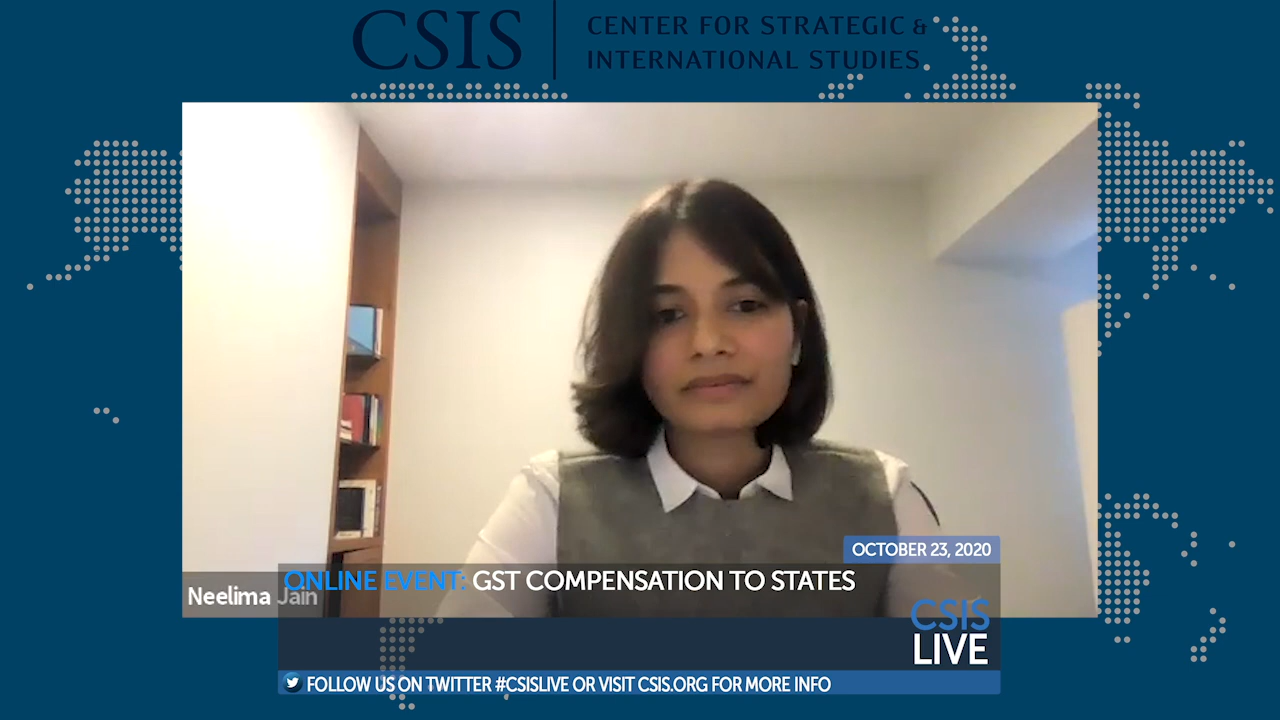 CSIS
CENTER FOR STRATEGIC &
INTERNATIONAL STUDIES
OCTOBER 23, 2020
ONLINE EVENT: GST COMPENSATION TO STATES
Neelima Jain
CSIS
LIVE
FOLLOW US ON TWITTER #CSISLIVE OR VISIT CSIS.ORG FOR MORE INFO